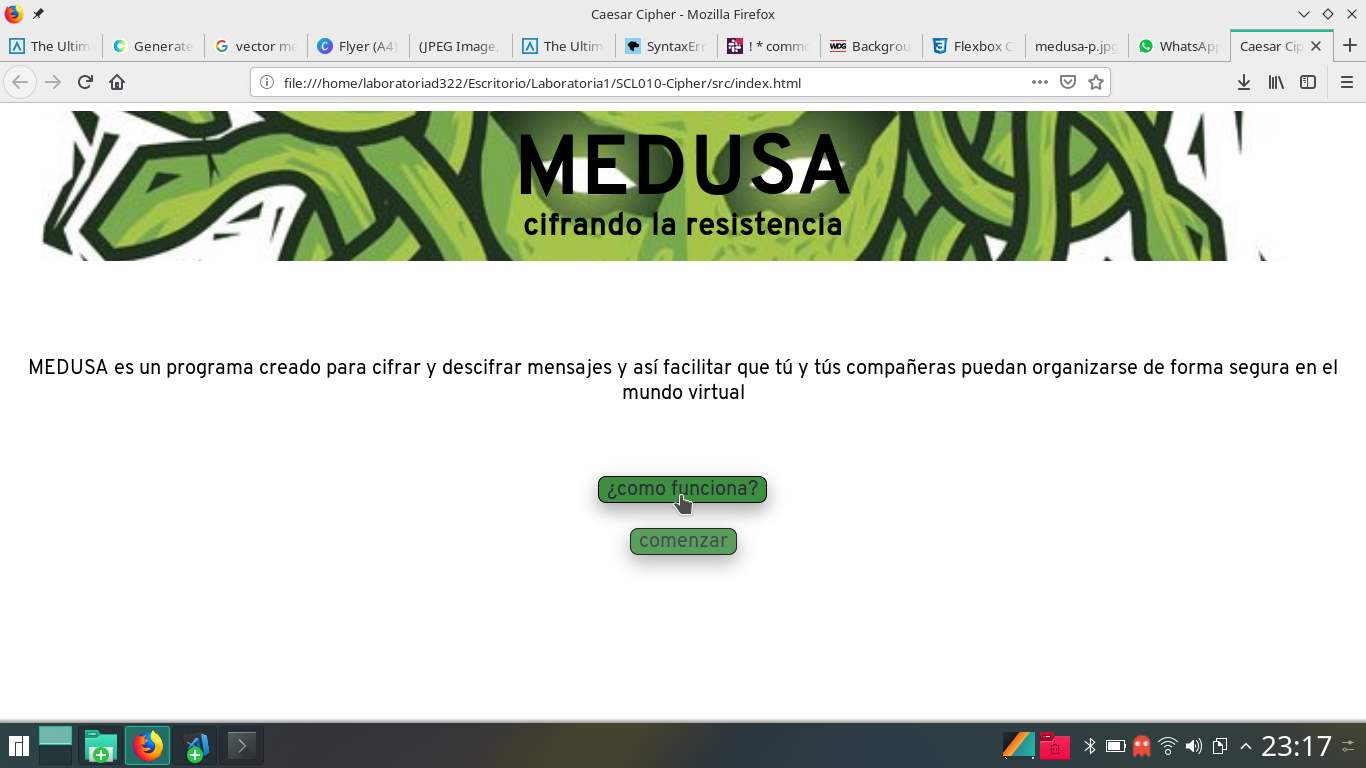 Caesar Cipher - Mozilla Firefox
The Ultim
Generate
vector me
Flyer (A4)
(JPEG Image,
The Ultim
SyntaxErr
! * commo
Backgrou
Flexbox C
medusa-p.jpg
WhatsApp
Caesar Cip
file:///home/laboratoriad322/Escritorio/Laboratoria1/SCL010-Cipher/src/index.html
MEDUSA
cifrando la resistencia
MEDUSA es un programa creado para cifrar y descifrar mensajes y así facilitar que tú y tús compañeras puedan organizarse de forma segura en el
mundo virtual
¿como funciona?
comenzar
23:17